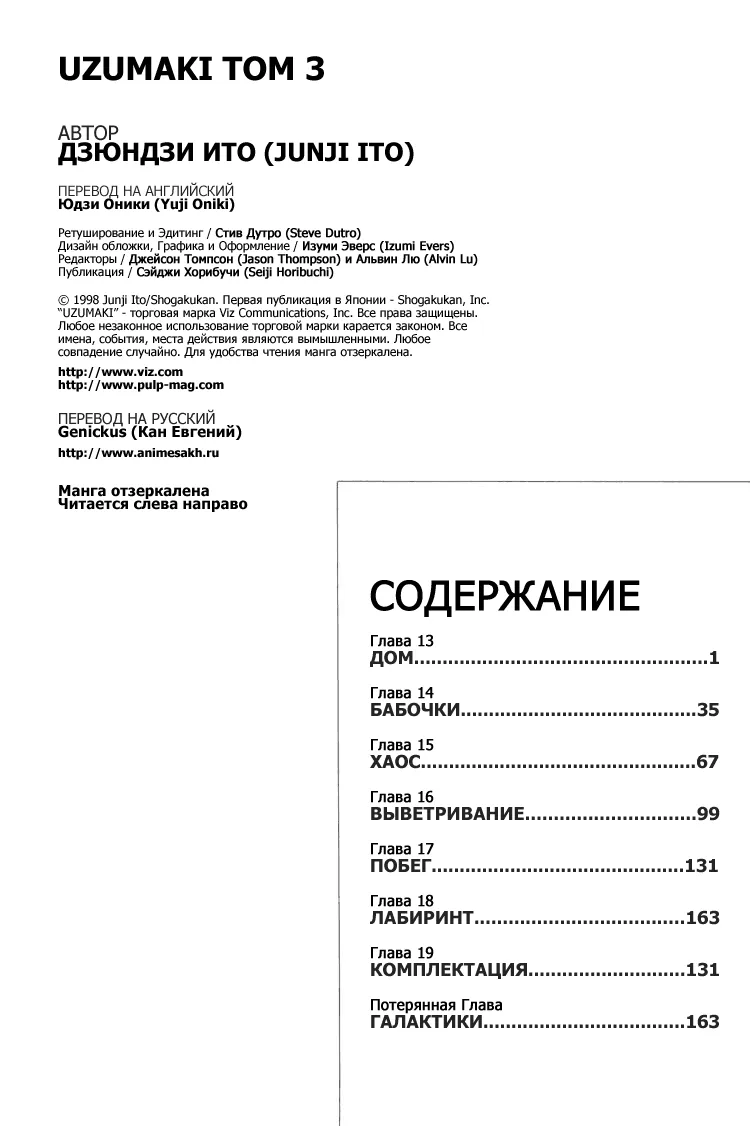 UZUMAKI ТОМ 3
АВТОР
ДЗЮНДЗИ ИТО (JUNJI ITO)
ПЕРЕВОД НА АНГЛИЙСКИЙ
Юдзи Оники (Yuji Oniki)
Ретуширование и Эдитинг / Стив Дутро (Steve Dutro)
Дизайн обложки, Графика и Оформление / Изуми Эверс (Izumi Evers)
Редакторы / Джейсон Томпсон (Jason Thompson) и Альвин Лю (Alvin Lu)
Публикация / Сэйджи Хорибучи (Seiji Horibuchi)
© 1998 Junji Ito/Shogakukan. Первая публикация в Японии - Shogakukan, Inc.
“UZUMAKI” - торговая марка Viz Communications, Inc. Все права защищены.
Любое незаконное использование торговой марки карается законом. Все
имена, события, места действия являются вымышленными. Любое
совпадение случайно. Для удобства чтения манга отзеркалена.
http://www.viz.com
http://www.pulp-mag.com
ПЕРЕВОД НА РУССКИЙ
Genickus (Кан Евгений)
http://www.animesakh.ru
Манга отзеркалена
Читается слева направо
СОДЕРЖАНИЕ
Глава 13
ДОМ....................................................1
Глава 14
БАБОЧКИ..........................................35
Глава 15
ХАОС.................................................67
Глава 16
ВЫВЕТРИВАНИЕ..............................99
Глава 17
ПОБЕГ.............................................131
Глава 18
ЛАБИРИНТ.....................................163
Глава 19
КОМПЛЕКТАЦИЯ............................131
Потерянная Глава
ГАЛАКТИКИ....................................163